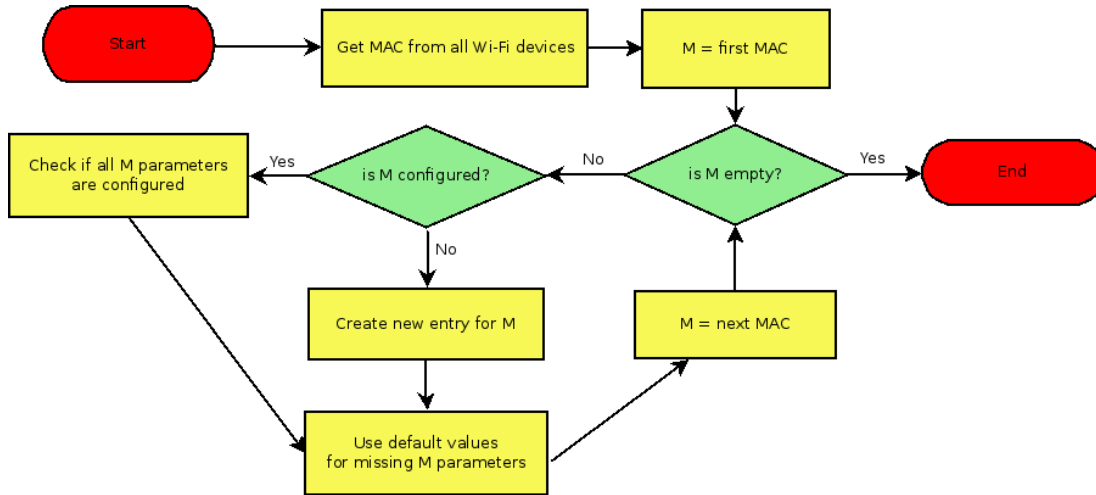 Start
Get MAC from all Wi-Fi devices
M = first MAC
Check if all M parameters
are configured
Yes
is M configured?
No
is M empty?
Yes
End
No
Create new entry for M
M = next MAC
Use default values
for missing M parameters